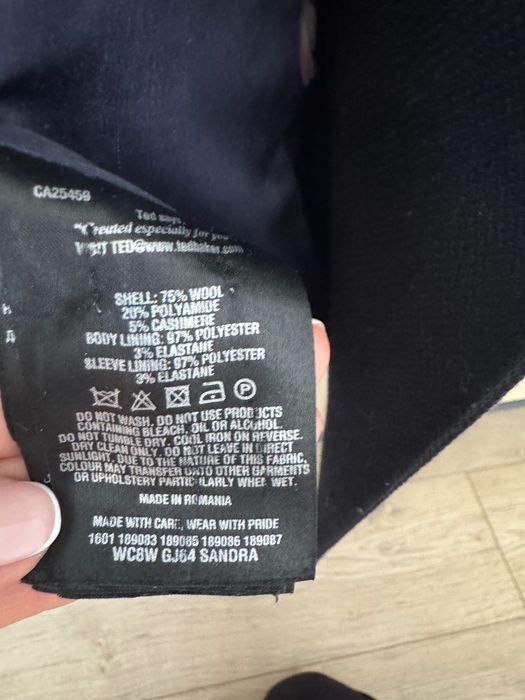 CA25459
Ted says
"Created especially for you
VISIT TED@www.tedbaker.com
SHELL: 75% WOOL
20% POLYAMIDE
5% CASHMERE
BODY LINING: 97% POLYESTER
3% ELASTANE
SLEEVE LINING: 97% POLYESTER
3% ELASTANE
P
DO NOT WASH. DO NOT USE PRODUCTS
CONTAINING BLEACH, OIL OR ALCOHOL.
DO NOT TUMBLE DRY. COOL IRON ON REVERSE.
DRY CLEAN ONLY. DO NOT LEAVE IN DIRECT
SUNLIGHT. DUE TO THE NATURE OF THIS FABRIC,
COLOUR MAY TRANSFER ONTO OTHER GARMENTS
OR UPHOLSTERY PARTICULARLY WHEN WET.
MADE IN ROMANIA
MADE WITH CARE, WEAR WITH PRIDE
1601 189083 189085 189086 189087
WC8W GJ64 SANDRA